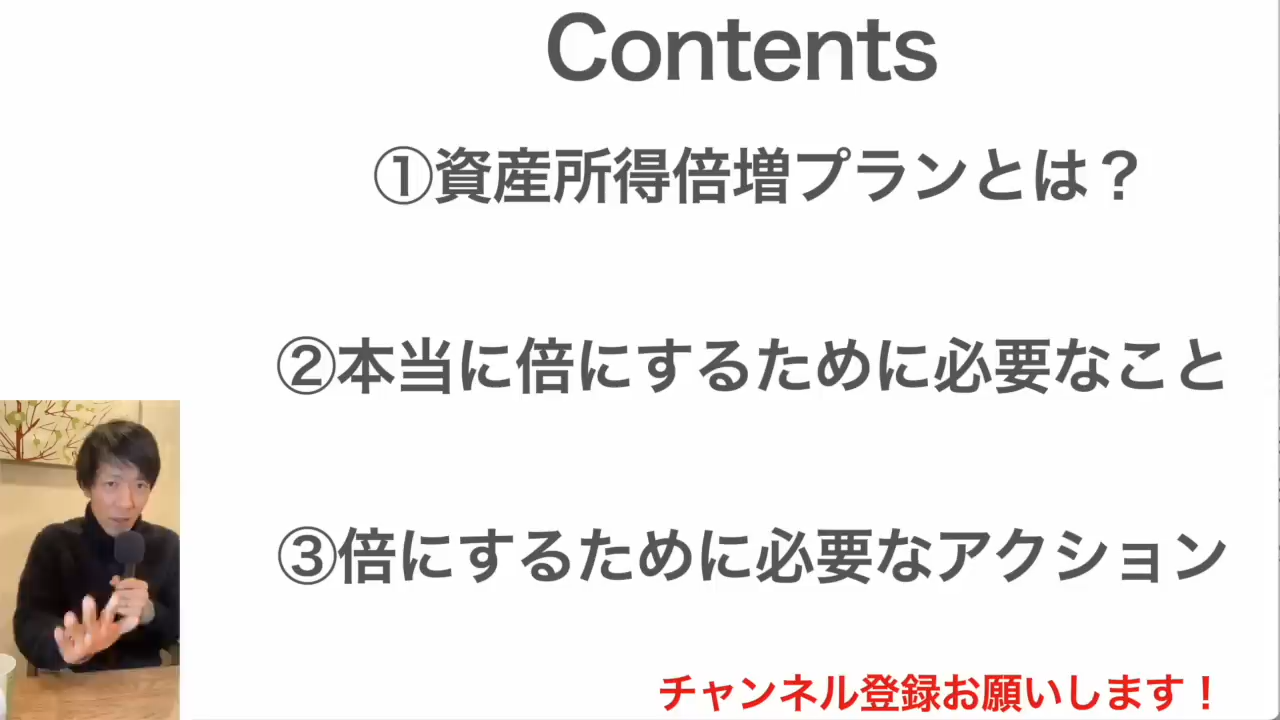 Contents
①資産所得倍増プランとは？
②本当に倍にするために必要なこと
③倍にするために必要なアクション
チャンネル登録お願いします！